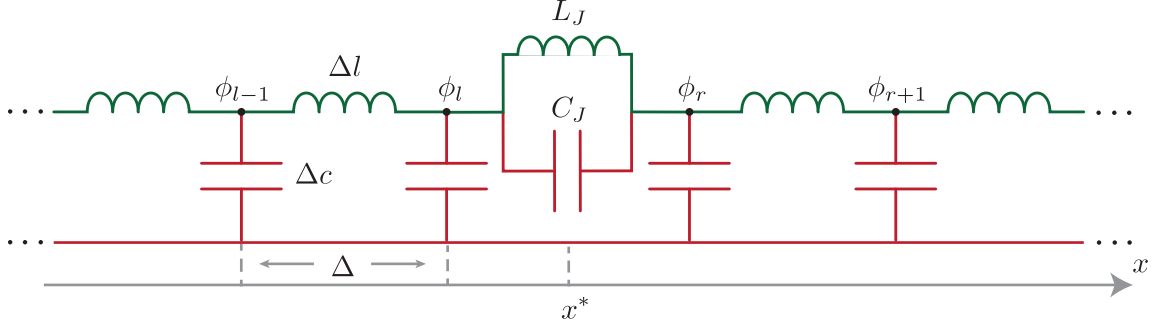 L_J
Δl
ϕ_{l−1} ϕ_l ϕ_r ϕ_{r+1}
··· C_J ···
Δc
··· ···
Δ x
x*